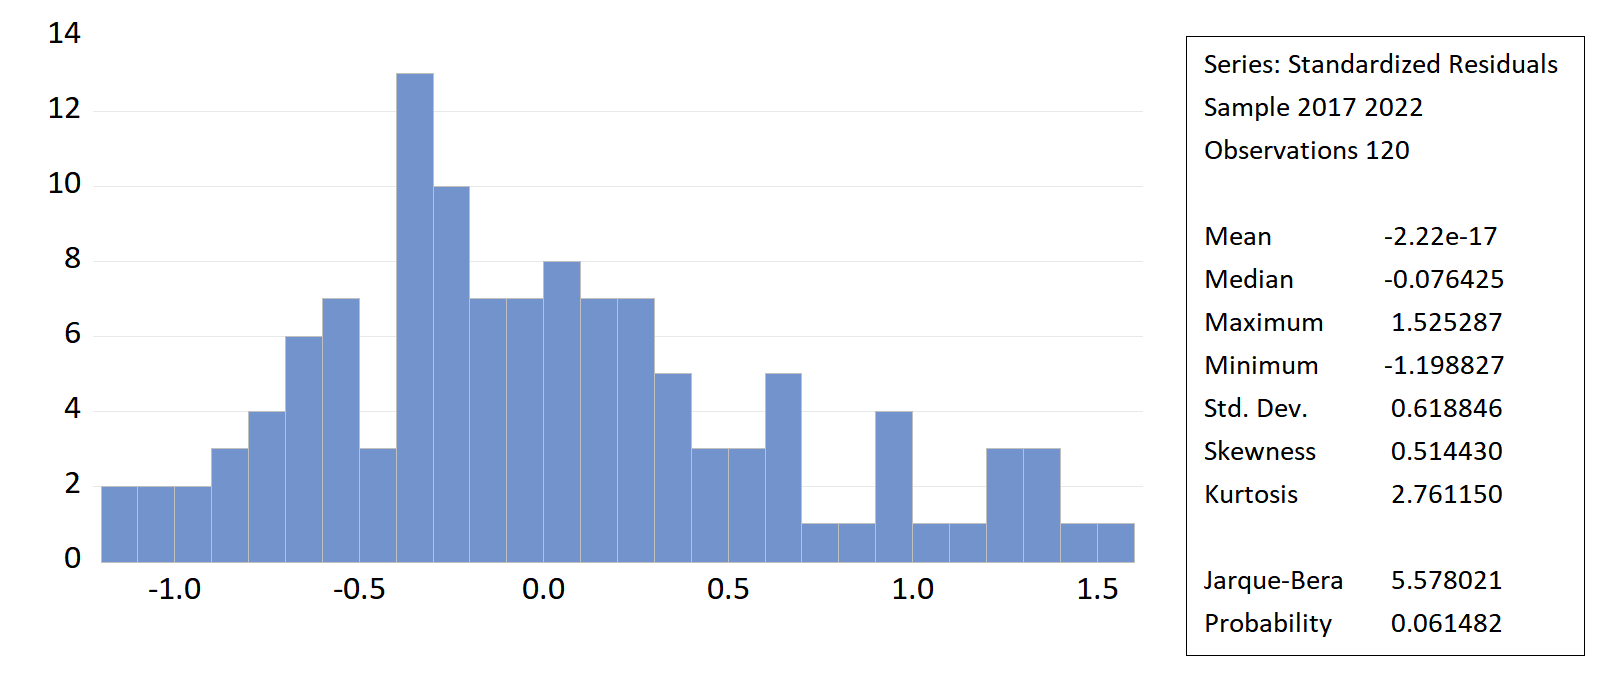 14
12
10
8
6
4
2
0
-1.0 -0.5 0.0 0.5 1.0 1.5
Series: Standardized Residuals
Sample 2017 2022
Observations 120
Mean -2.22e-17
Median -0.076425
Maximum 1.525287
Minimum -1.198827
Std. Dev. 0.618846
Skewness 0.514430
Kurtosis 2.761150
Jarque-Bera 5.578021
Probability 0.061482